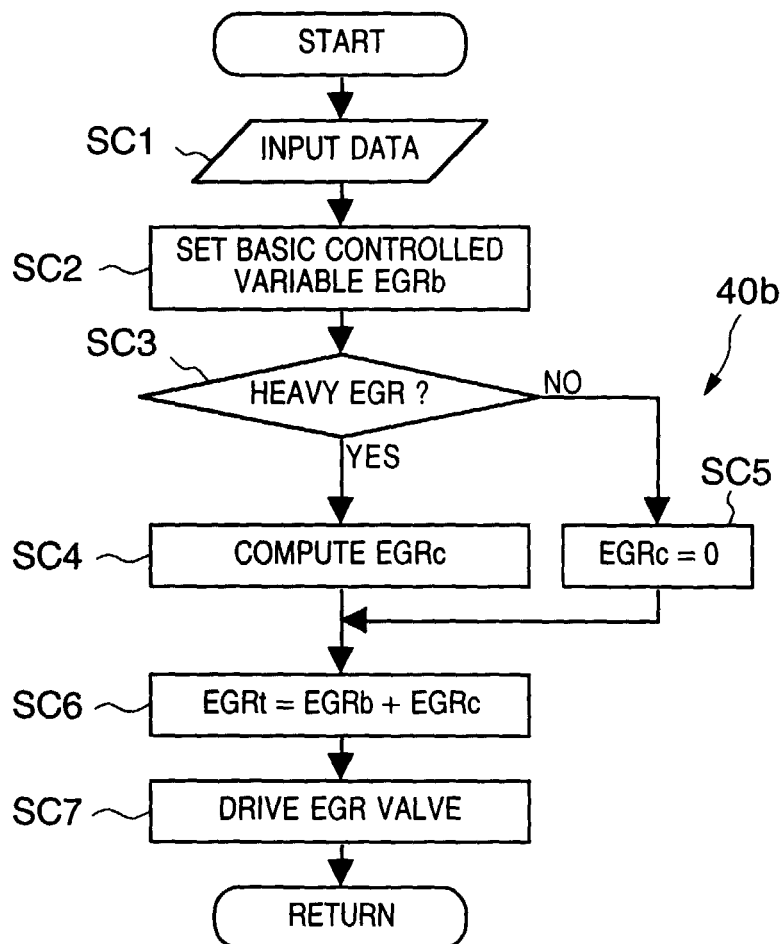 START
SC1
INPUT DATA
SC2
SET BASIC CONTROLLED
VARIABLE EGRb
40b
SC3
HEAVY EGR ?
NO
YES
SC5
SC4
COMPUTE EGRc
EGRc = 0
SC6
EGRt = EGRb + EGRc
SC7
DRIVE EGR VALVE
RETURN